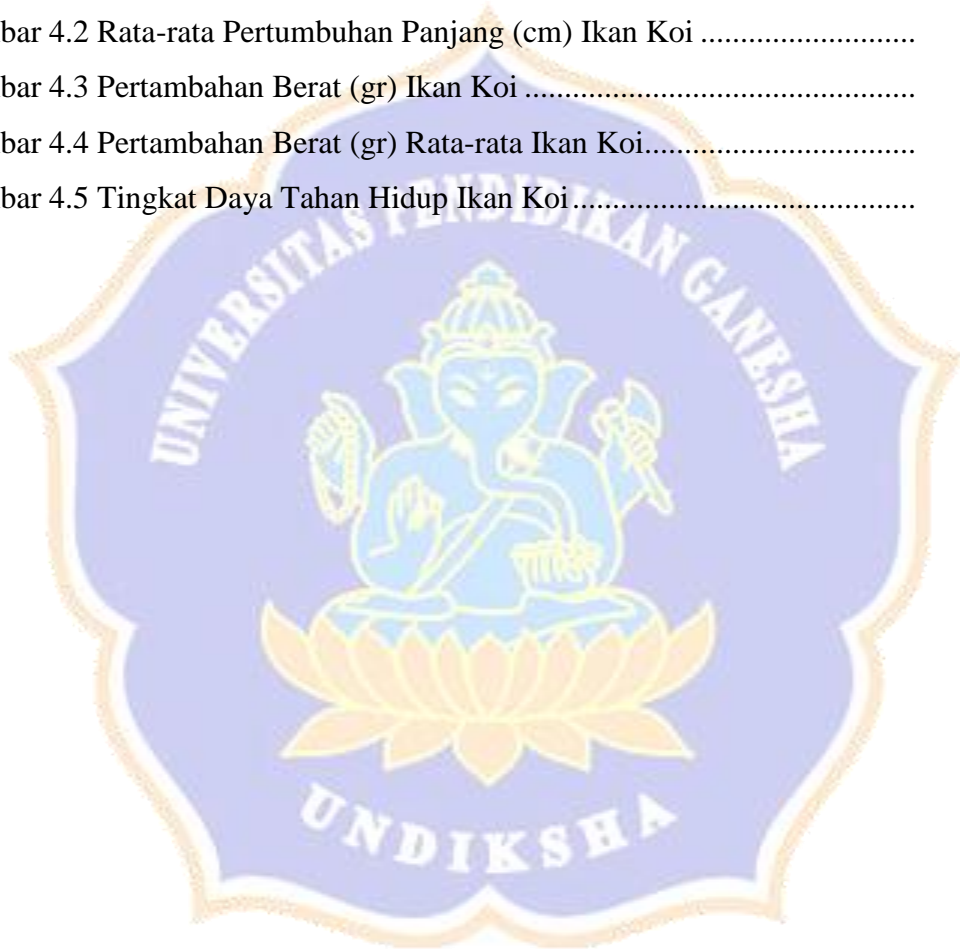 bar 4.2 Rata-rata Pertumbuhan Panjang (cm) Ikan Koi ...........................
bar 4.3 Pertambahan Berat (gr) Ikan Koi .................................................
bar 4.4 Pertambahan Berat (gr) Rata-rata Ikan Koi..................................
bar 4.5 Tingkat Daya Tahan Hidup Ikan Koi...........................................
UNIVERSITAS PENDIDIKAN GANESHA
UNDIKSHA